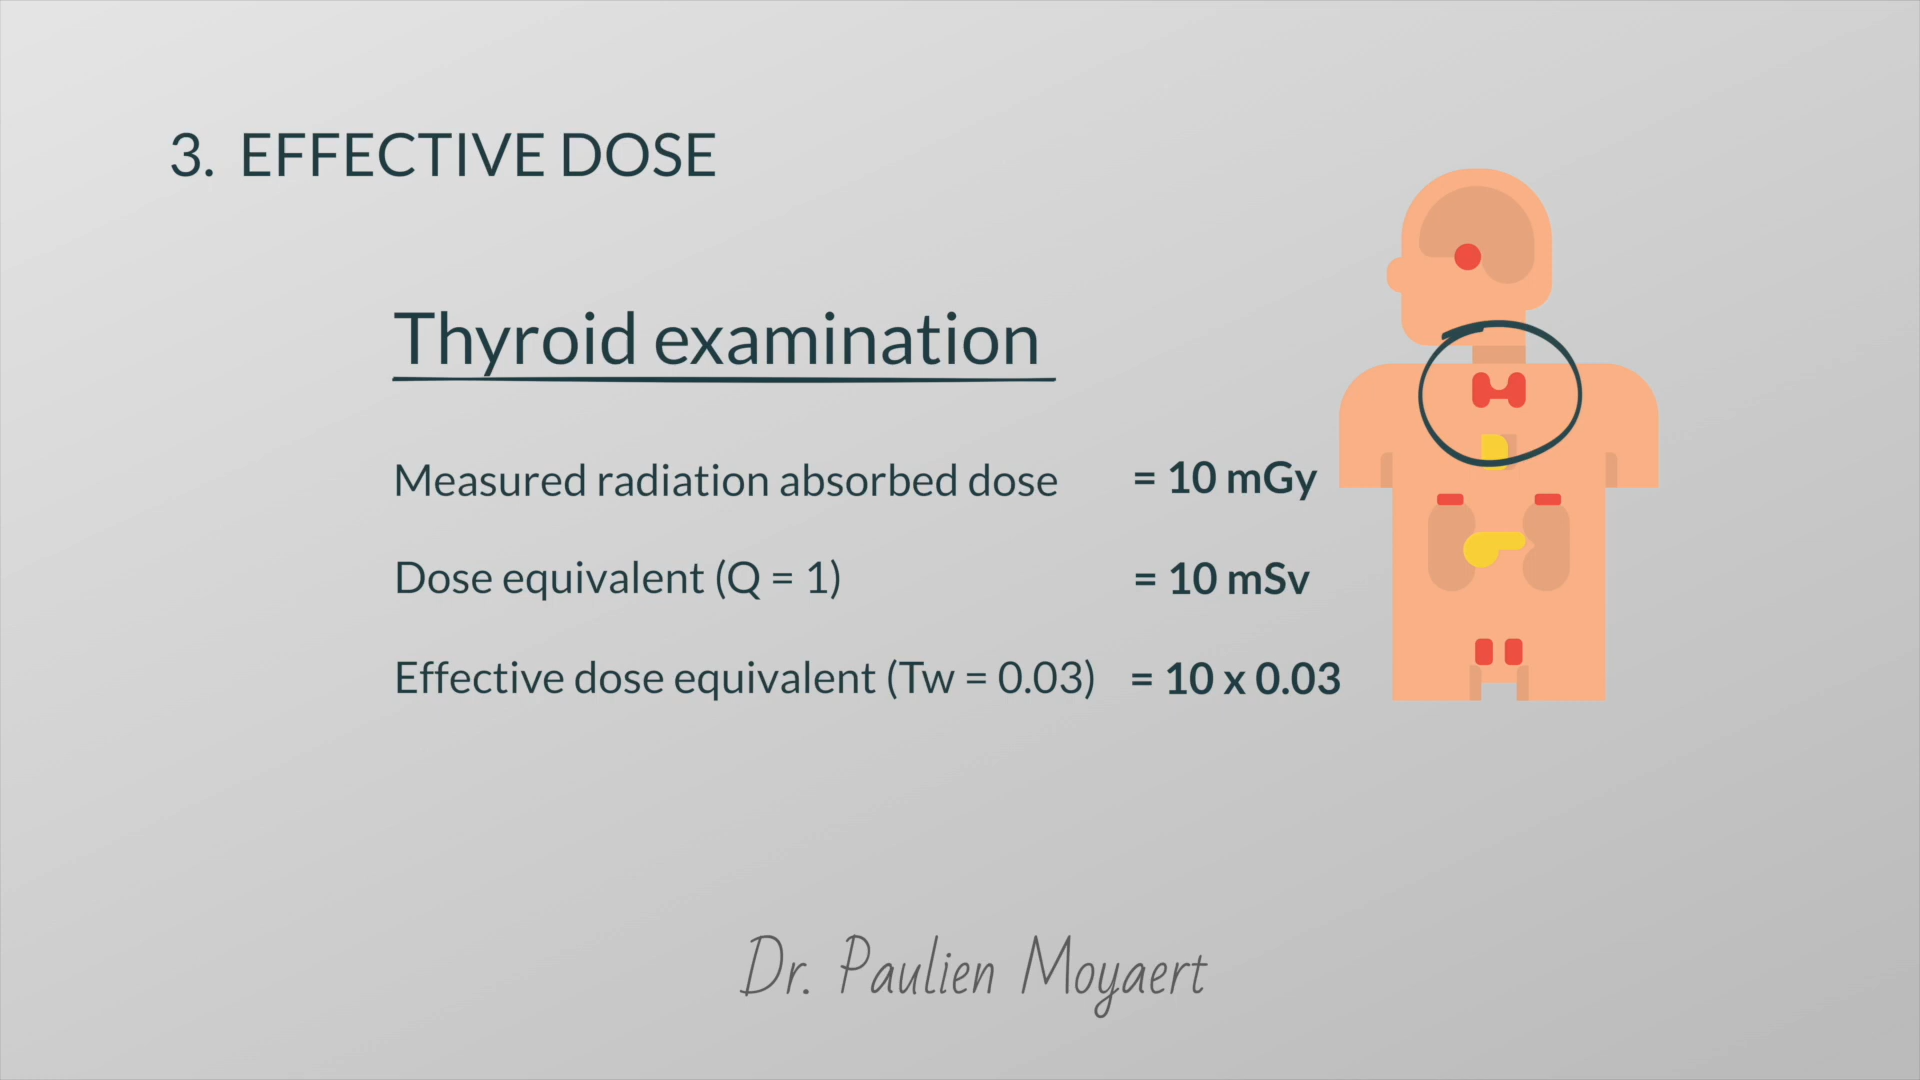 3. EFFECTIVE DOSE
Thyroid examination
Measured radiation absorbed dose = 10 mGy
Dose equivalent (Q = 1) = 10 mSv
Effective dose equivalent (Tw = 0.03) = 10 x 0.03
Dr. Paulien Moyaert